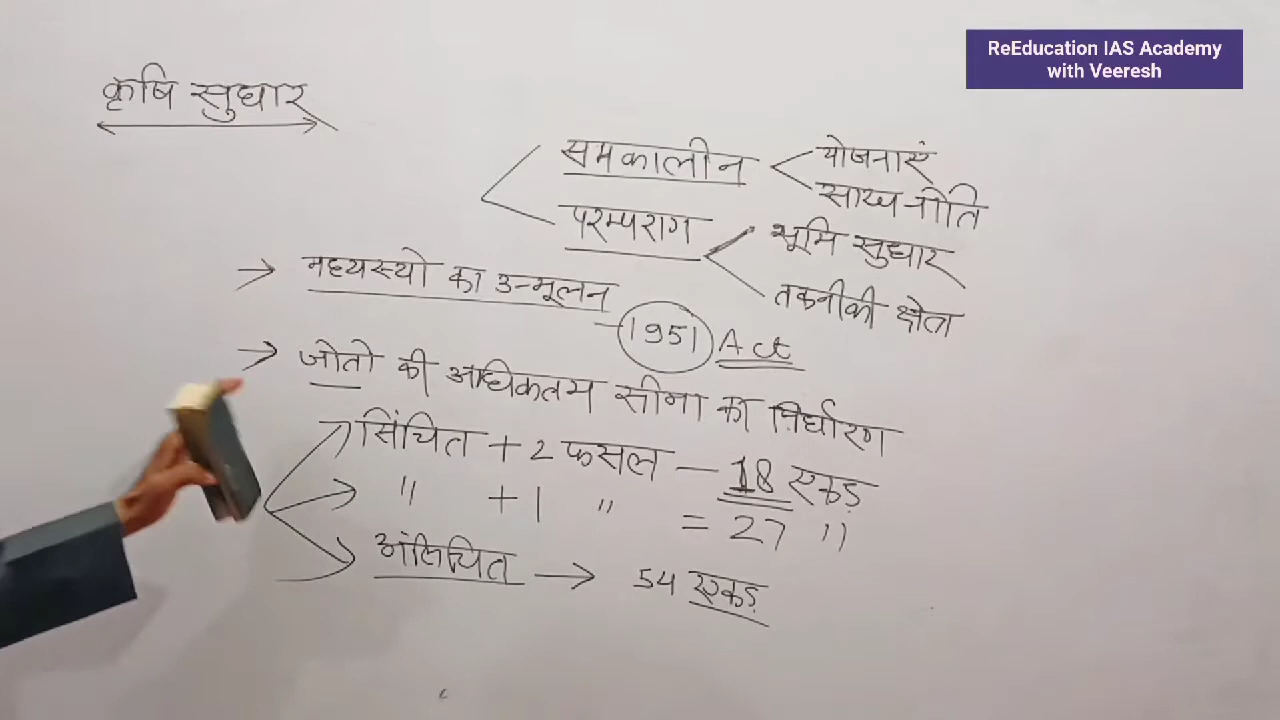 ReEducation IAS Academy
with Veeresh
कृषि सुधार
समकालीन
योजनाएं
साख नीति
परम्पराग
भूमि सुधार
तकनीकी क्षेता
मध्यस्थो का उन्मूलन
1951 Act
जोतो की अधिकतम सीमा का निर्धारण
सिंचित + 2 फसल – 18 एकड़
" + 1 " = 27 "
असिंचित → 54 एकड़